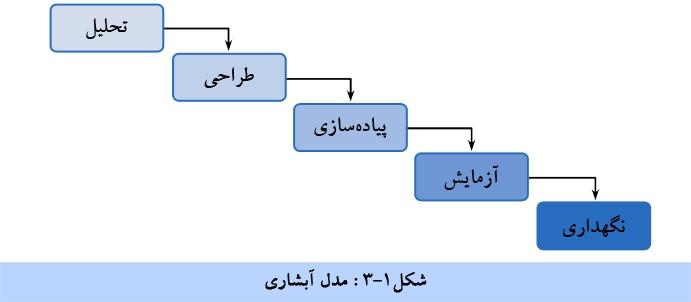 تحلیل
طراحی
پیاده‌سازی
آزمایش
نگهداری
شکل۱-۳ : مدل آبشاری